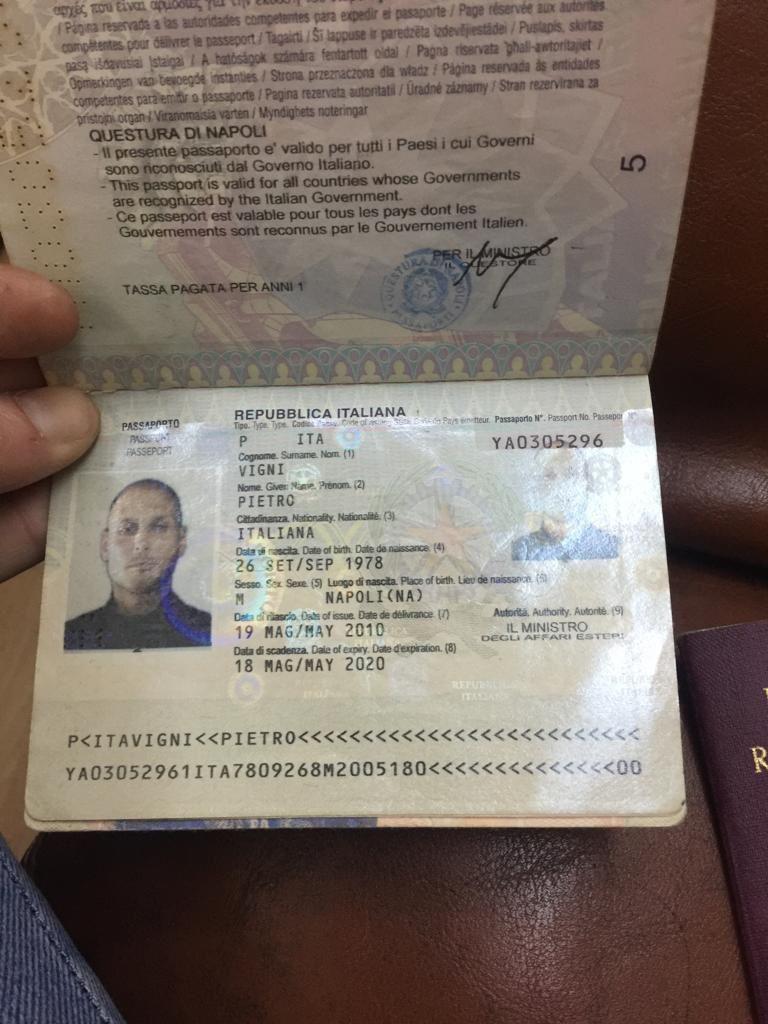 αρχές που είναι αρμόδιες για την
/ Página reservada a las autoridades competentes para expedir el pasaporte / Page réservée aux autorités
compétentes pour délivrer le passeport / Tagairtí / Šī lappuse ir paredzēta izdevējiestādei / Puslapis, skirtas
pasą išdavusiai įstaigai / A hatóságok számára fenntartott oldal / Paġna riservata għall-awtoritajiet /
Opmerkingen van bevoegde instanties / Strona przeznaczona dla władz / Página reservada às entidades
competentes para emitir o passaporte / Pagina rezervata autoritatii / Úradné záznamy / Stran rezervirana za
pristojni organ / Viranomaisia varten / Myndighets noteringar
QUESTURA DI NAPOLI
- Il presente passaporto e' valido per tutti i Paesi i cui Governi
sono riconosciuti dal Governo Italiano.
- This passport is valid for all countries whose Governments
are recognized by the Italian Government.
- Ce passeport est valable pour tous les pays dont les
Gouvernements sont reconnus par le Gouvernement Italien.
5
PER IL MINISTRO
IL QUESTORE
QUESTURA DI NAPOLI
PASSAPORTI
TASSA PAGATA PER ANNI 1
PASSAPORTO
PASSPORT
PASSEPORT
REPUBBLICA ITALIANA
Tipo. Type. Type. Codice Paese. Code of issuing State. Code du Pays émetteur. Passaporto N°. Passport No. Passeport N°.
P ITA YA0305296
Cognome. Surname. Nom. (1)
VIGNI
Nome. Given Name. Prénom. (2)
PIETRO
Cittadinanza. Nationality. Nationalité. (3)
ITALIANA
Data di nascita. Date of birth. Date de naissance. (4)
26 SET/SEP 1978
Sesso. Sex. Sexe. (5) Luogo di nascita. Place of birth. Lieu de naissance. (6)
M NAPOLI(NA)
Data di rilascio. Date of issue. Date de délivrance. (7) Autorità. Authority. Autorité. (9)
19 MAG/MAY 2010 IL MINISTRO
DEGLI AFFARI ESTERI
Data di scadenza. Date of expiry. Date d'expiration. (8)
18 MAG/MAY 2020
REPUBBLICA
ITALIANA
P<ITAVIGNI<<PIETRO<<<<<<<<<<<<<<<<<<<<<<<<<<
YA03052961ITA7809268M2005180<<<<<<<<<<<<<<00
R